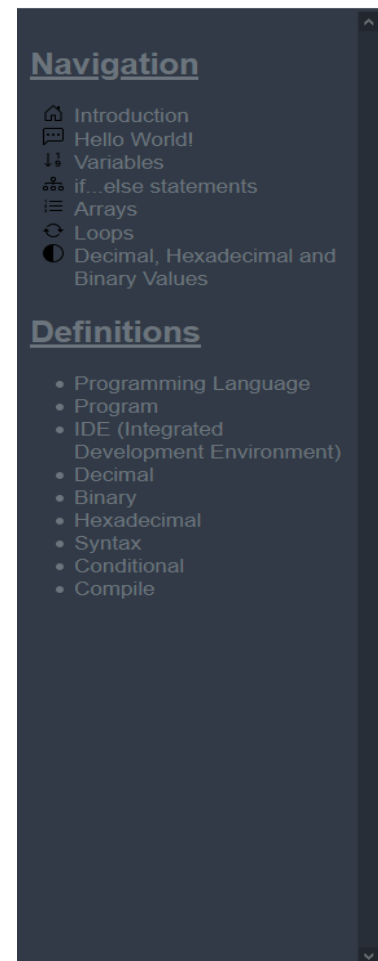 Navigation
Introduction
Hello World!
Variables
if...else statements
Arrays
Loops
Decimal, Hexadecimal and
Binary Values
Definitions
Programming Language
Program
IDE (Integrated
Development Environment)
Decimal
Binary
Hexadecimal
Syntax
Conditional
Compile